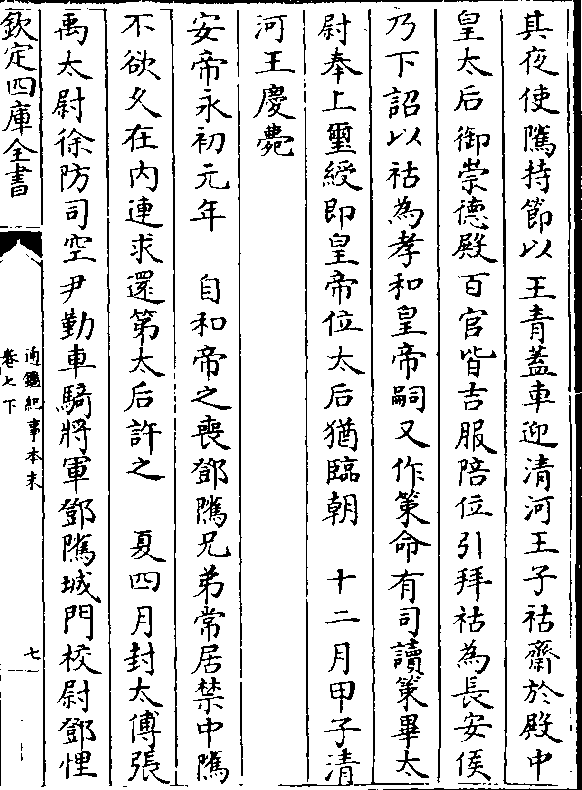 其夜使隲持節以王青蓋車迎清河王子祜齋於殿中
皇太后御崇德殿百官皆吉服陪位引拜祜為長安侯
乃下詔以祜為孝和皇帝嗣又作策命有司讀策畢太
尉奉上璽綬即皇帝位太后猶臨朝　十二月甲子清
河王慶薨
安帝永初元年　自和帝之喪鄧隲兄弟常居禁中隲
不欲久在內連求還第太后許之　夏四月封太傅張
禹太尉徐防司空尹勤車騎將軍鄧隲城門校尉鄧悝
欽定四庫全書
通鑑紀事本末
卷七下
七